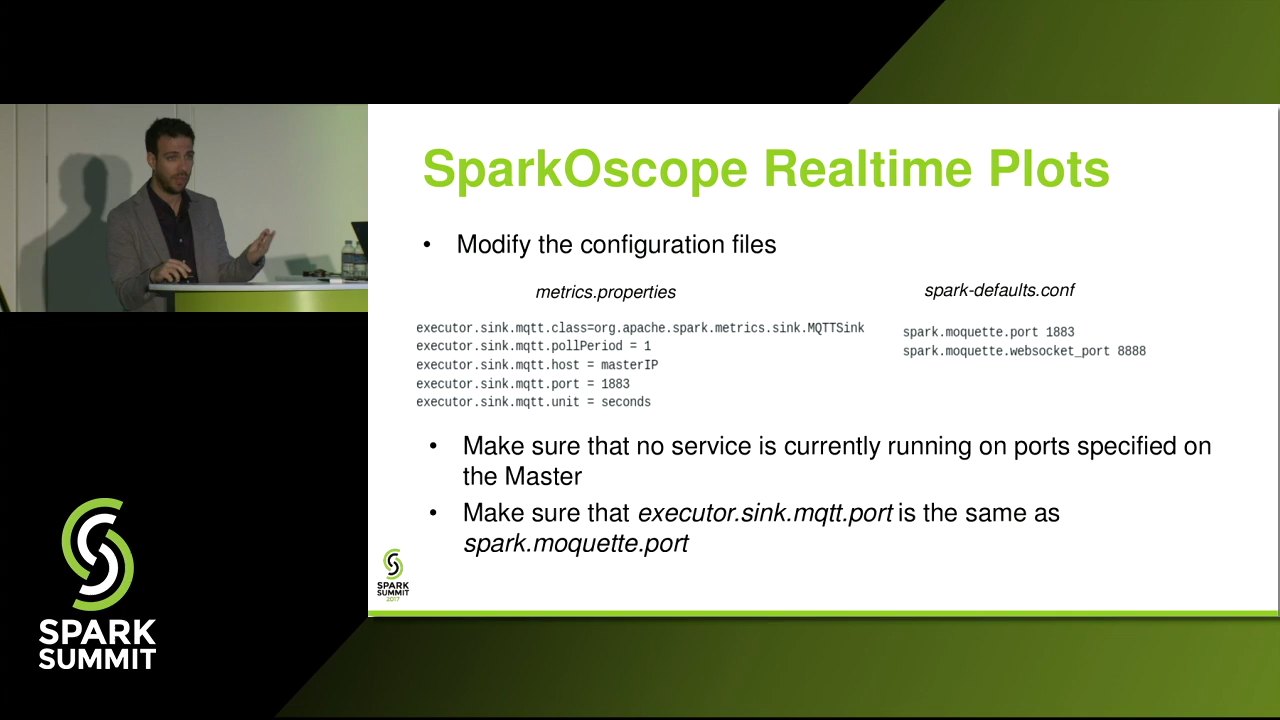 SparkOscope Realtime Plots
• Modify the configuration files
metrics.properties
spark-defaults.conf
executor.sink.mqtt.class=org.apache.spark.metrics.sink.MQTTSink
executor.sink.mqtt.pollPeriod = 1
executor.sink.mqtt.host = masterIP
executor.sink.mqtt.port = 1883
executor.sink.mqtt.unit = seconds
spark.moquette.port 1883
spark.moquette.websocket_port 8888
• Make sure that no service is currently running on ports specified on
the Master
• Make sure that executor.sink.mqtt.port is the same as
spark.moquette.port
SPARK
SUMMIT
2017
SPARK
SUMMIT